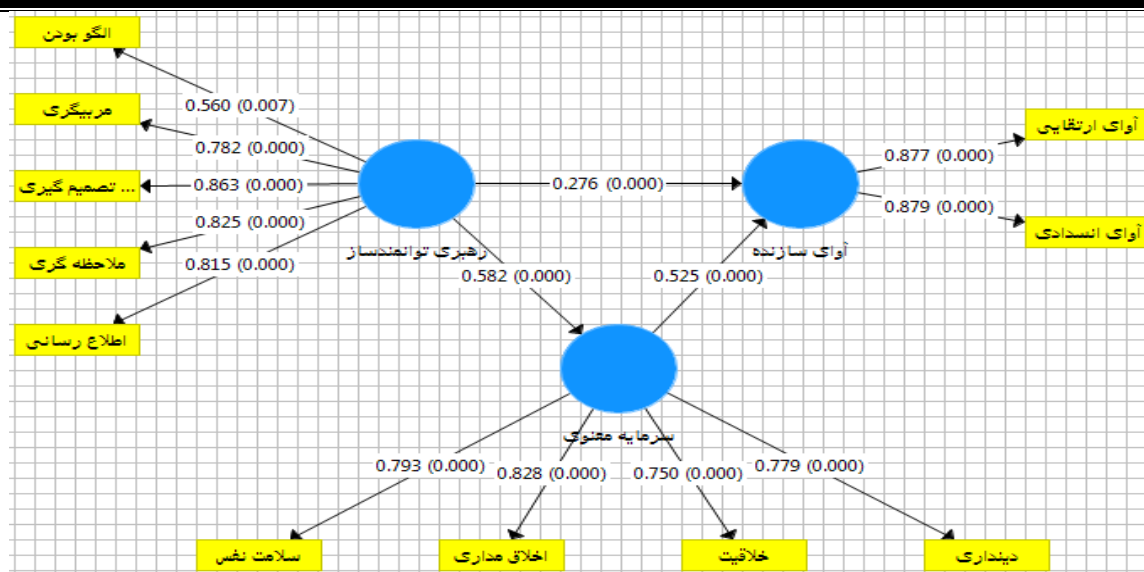 الگو بودن
مربیگری
... تصمیم گیری
ملاحظه گری
اطلاع رسانی
0.560 (0.007)
0.782 (0.000)
0.863 (0.000)
0.825 (0.000)
0.815 (0.000)
رهبری توانمندساز
0.276 (0.000)
0.582 (0.000)
0.525 (0.000)
آوای سازنده
0.877 (0.000)
0.879 (0.000)
آوای ارتقایی
آوای انسدادی
سرمایه معنوی
0.793 (0.000)
0.828 (0.000)
0.750 (0.000)
0.779 (0.000)
سلامت نفس
اخلاق مداری
خلاقیت
دینداری